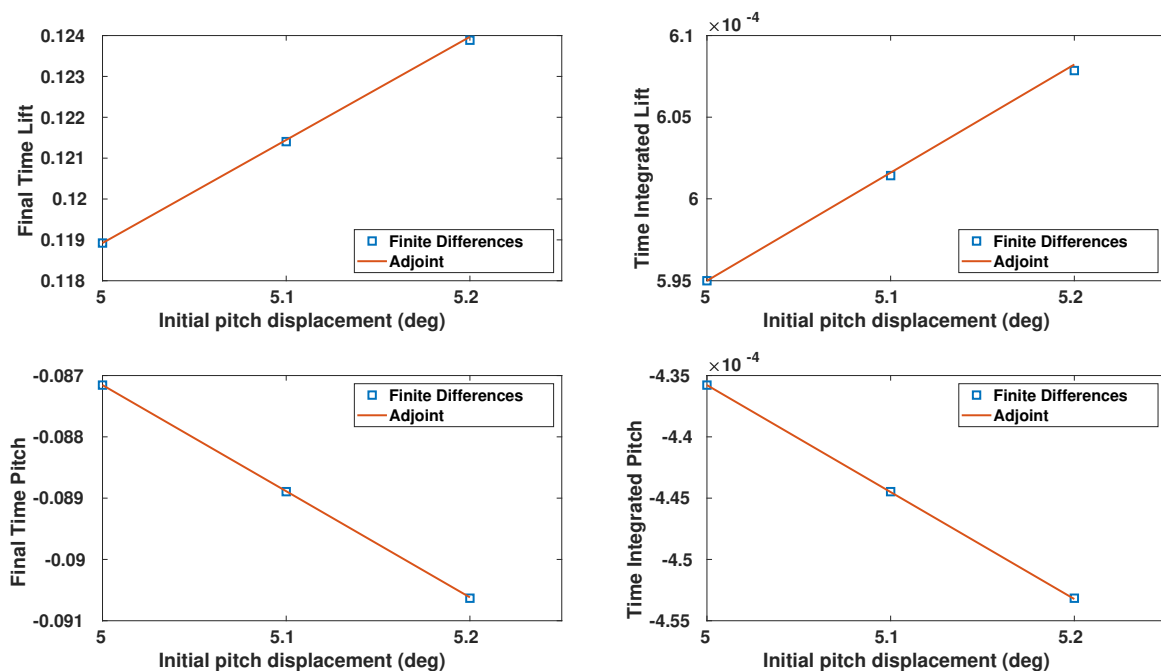 0.124
0.123
0.122
0.121
0.12
0.119
0.118
Final Time Lift
5
5.1
5.2
Initial pitch displacement (deg)
Finite Differences
Adjoint
×10 -4
6.1
6.05
6
5.95
Time Integrated Lift
5
5.1
5.2
Initial pitch displacement (deg)
Finite Differences
Adjoint
-0.087
-0.088
-0.089
-0.09
-0.091
Final Time Pitch
5
5.1
5.2
Initial pitch displacement (deg)
Finite Differences
Adjoint
×10 -4
-4.35
-4.4
-4.45
-4.5
-4.55
Time Integrated Pitch
5
5.1
5.2
Initial pitch displacement (deg)
Finite Differences
Adjoint